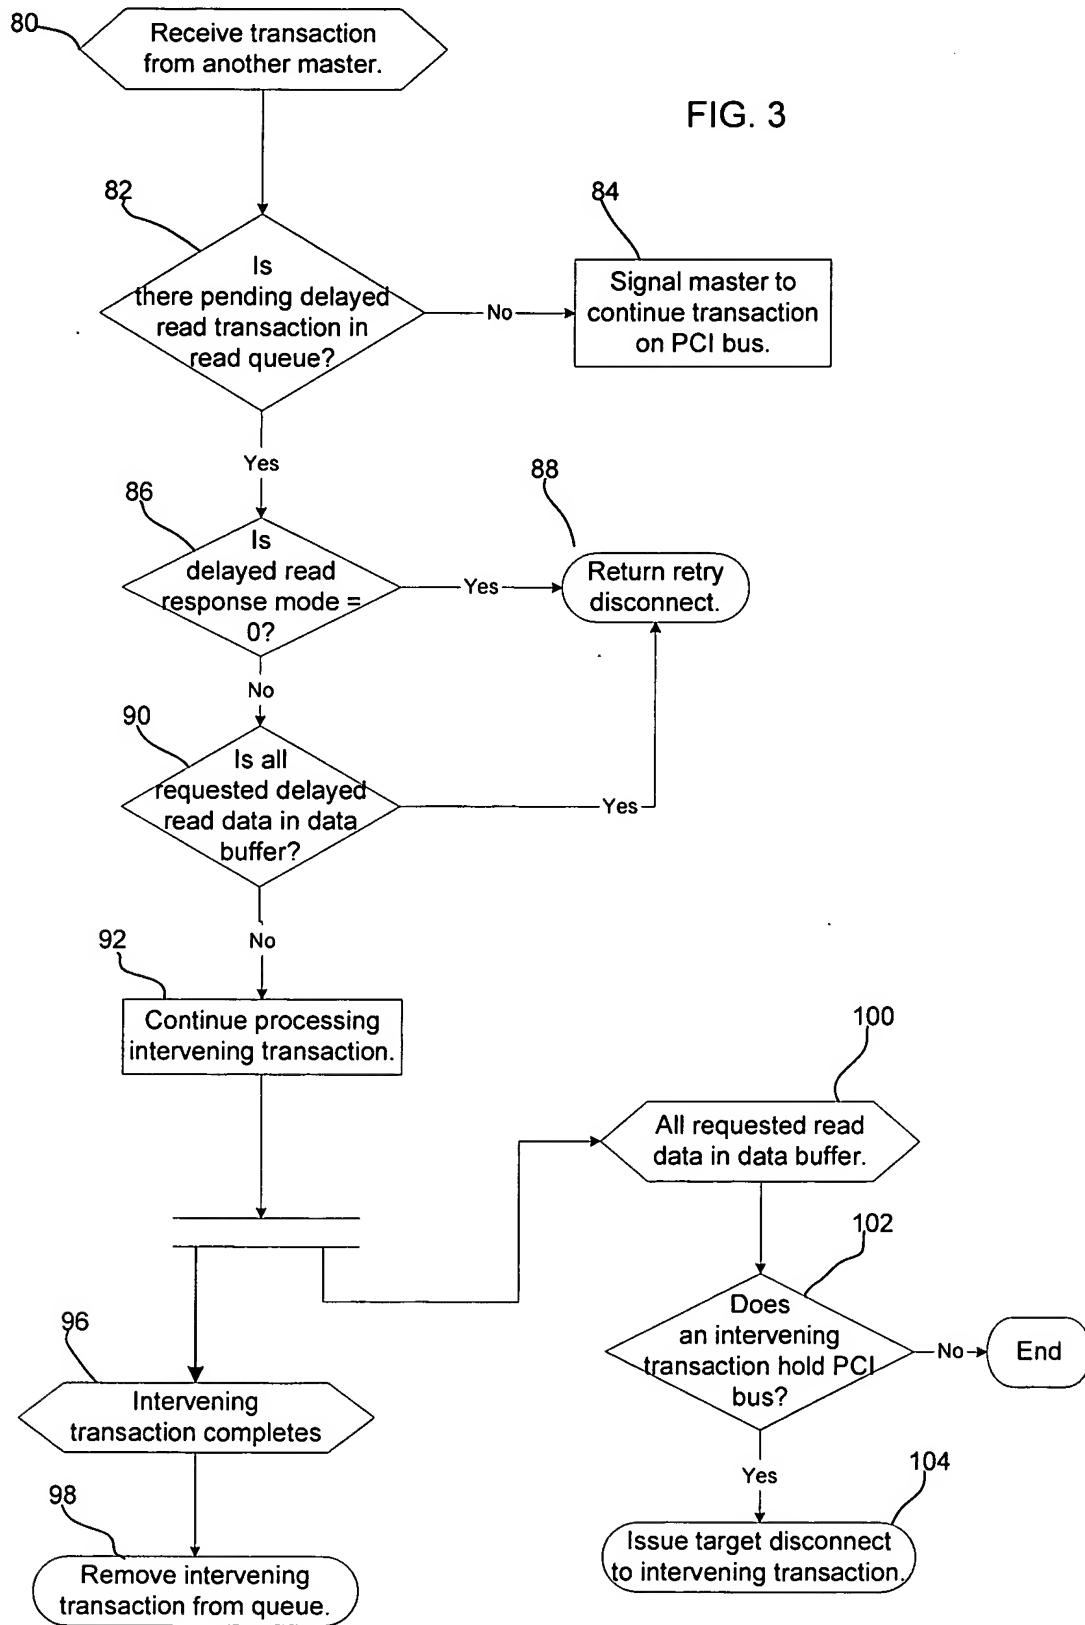 80
Receive transaction
from another master.
FIG. 3
82
Is
there pending delayed
read transaction in
read queue?
No
84
Signal master to
continue transaction
on PCI bus.
Yes
86
Is
delayed read
response mode =
0?
Yes
88
Return retry
disconnect.
No
90
Is all
requested delayed
read data in data
buffer?
Yes
No
92
Continue processing
intervening transaction.
100
All requested read
data in data buffer.
102
Does
an intervening
transaction hold PCI
bus?
No
End
96
Intervening
transaction completes
Yes
104
Issue target disconnect
to intervening transaction.
98
Remove intervening
transaction from queue.